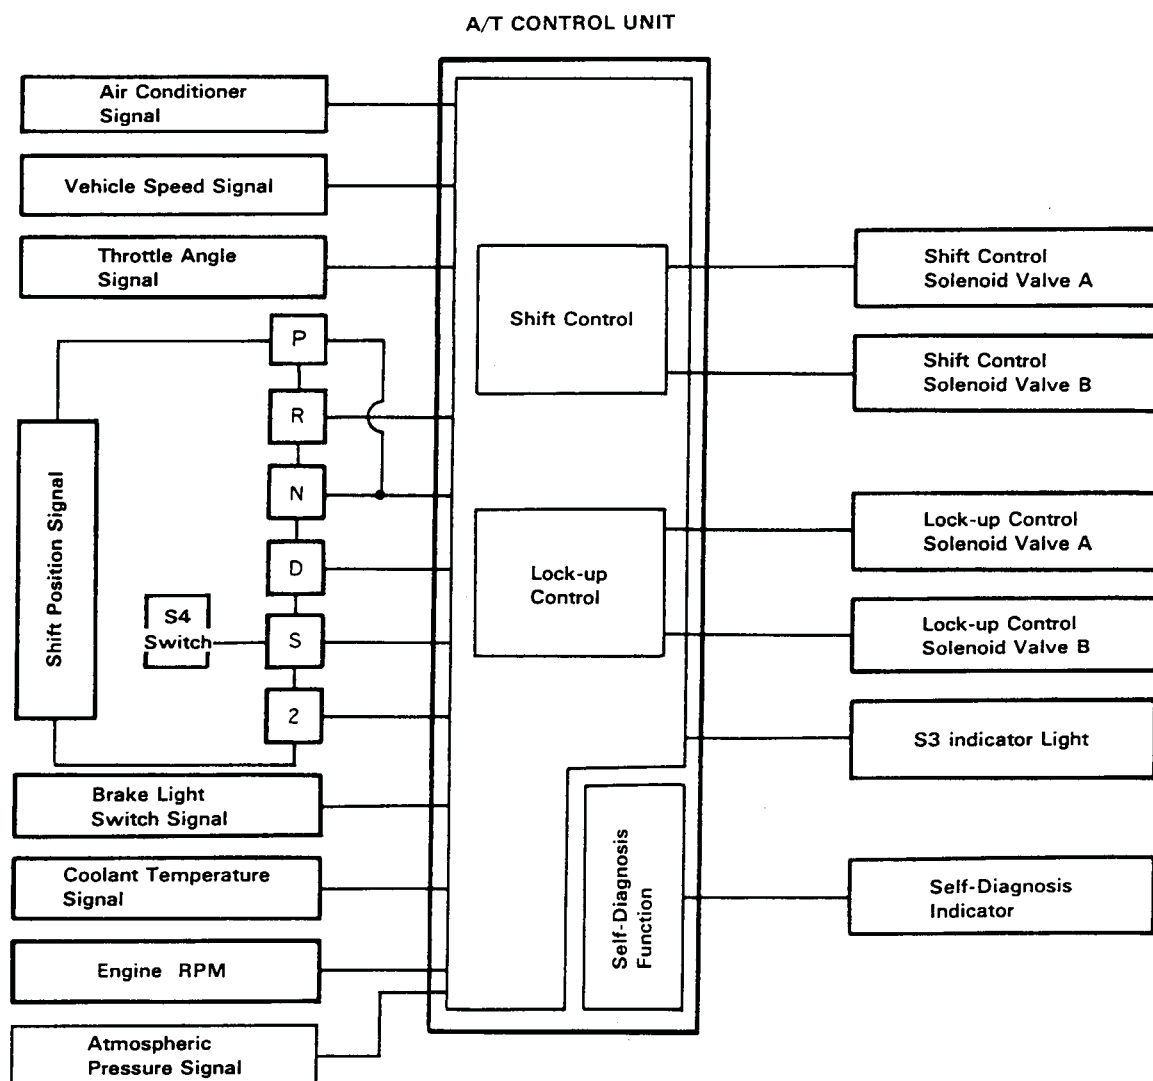 A/T CONTROL UNIT
Air Conditioner
Signal
Vehicle Speed Signal
Throttle Angle
Signal
P
R
N
D
S
2
Shift Position Signal
S4
Switch
Brake Light
Switch Signal
Coolant Temperature
Signal
Engine RPM
Atmospheric
Pressure Signal
Shift Control
Lock-up
Control
Self-Diagnosis
Function
Shift Control
Solenoid Valve A
Shift Control
Solenoid Valve B
Lock-up Control
Solenoid Valve A
Lock-up Control
Solenoid Valve B
S3 indicator Light
Self-Diagnosis
Indicator